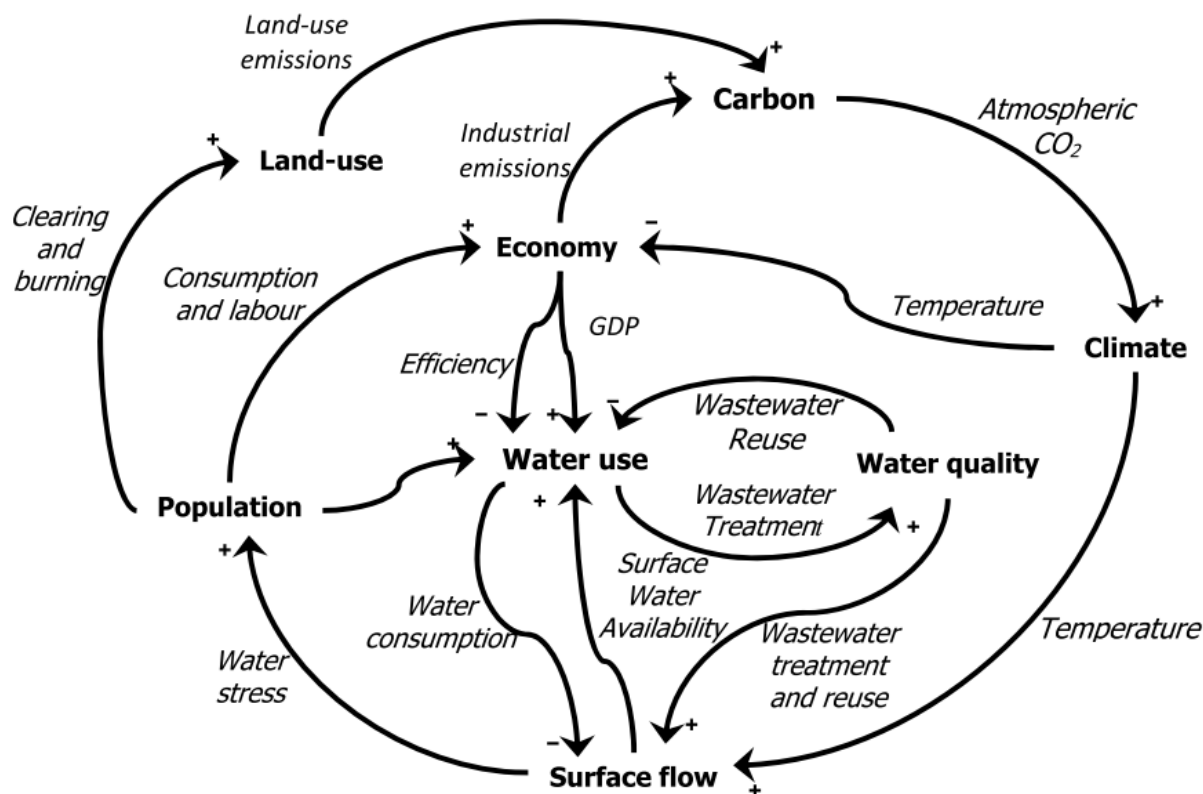 Land-use
emissions
+
Carbon
+
Atmospheric
CO₂
+
Land-use
Industrial
emissions
Clearing
and
burning
+
–
Economy
Consumption
and labour
Temperature
+
Climate
GDP
Efficiency
–
+
–
Wastewater
Reuse
+
Water use
Water quality
Population
+
Wastewater
Treatment
+
+
Surface
Water
Availability
Water
consumption
Wastewater
treatment
and reuse
Temperature
Water
stress
–
+
Surface flow
+